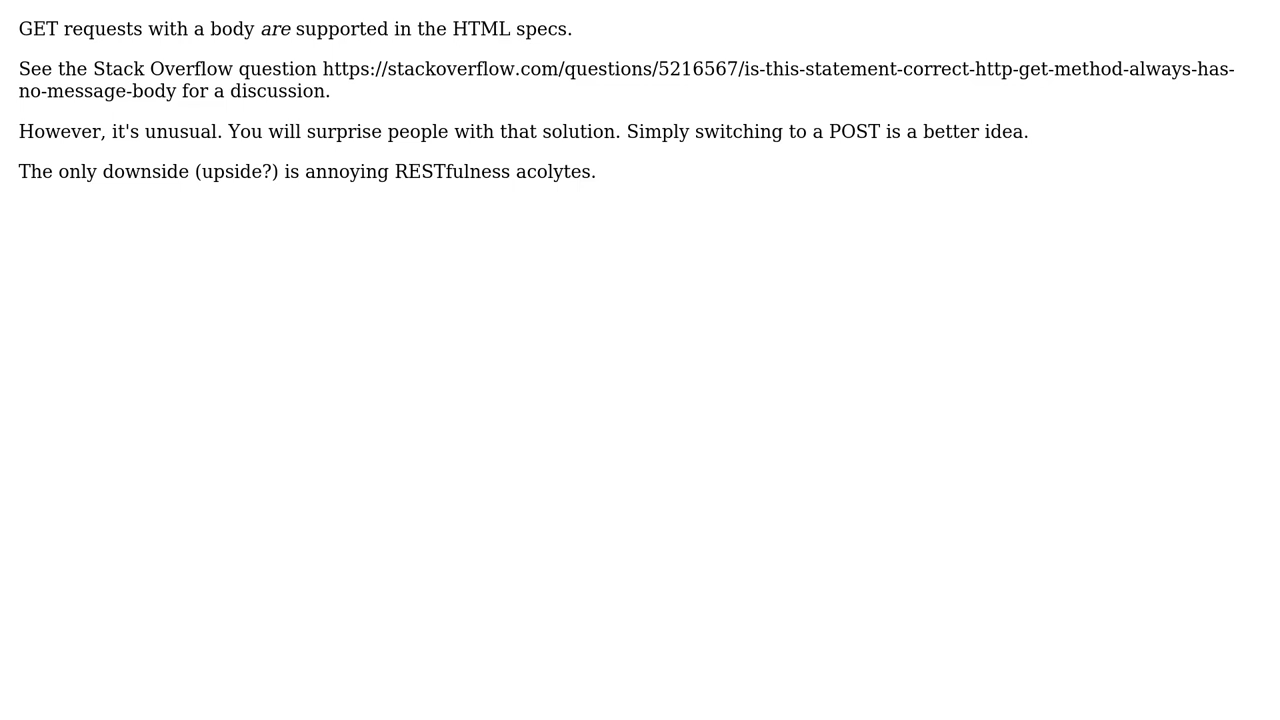 GET requests with a body are supported in the HTML specs.
See the Stack Overflow question https://stackoverflow.com/questions/5216567/is-this-statement-correct-http-get-method-always-has-
no-message-body for a discussion.
However, it's unusual. You will surprise people with that solution. Simply switching to a POST is a better idea.
The only downside (upside?) is annoying RESTfulness acolytes.